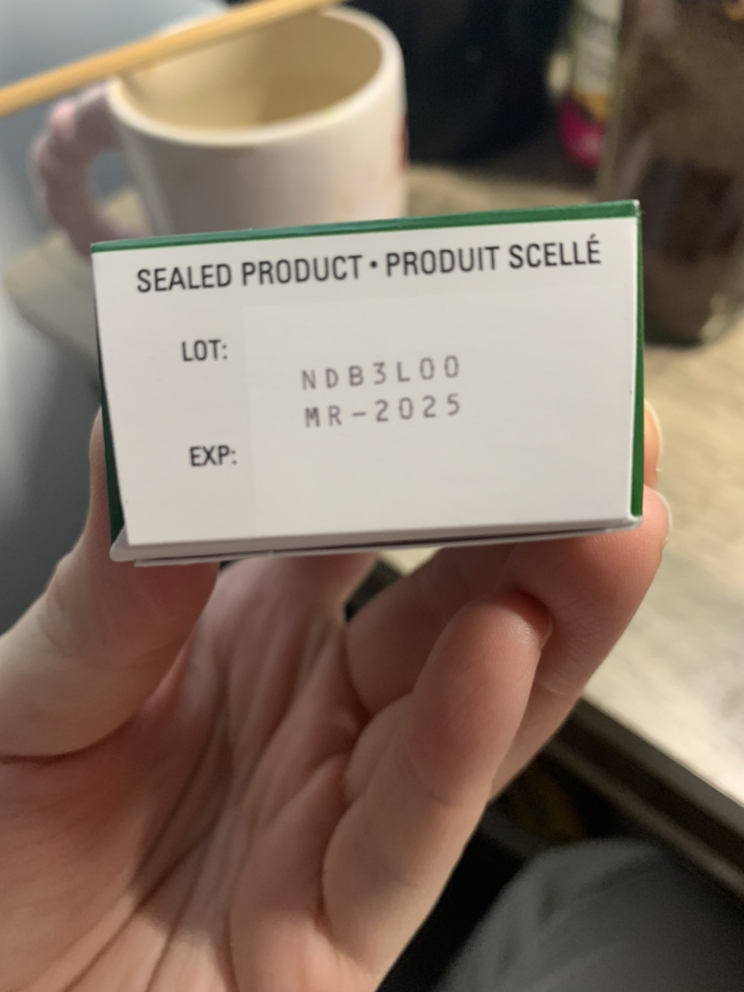 SEALED PRODUCT • PRODUIT SCELLÉ
LOT:
NDB3L00
MR-2025
EXP: